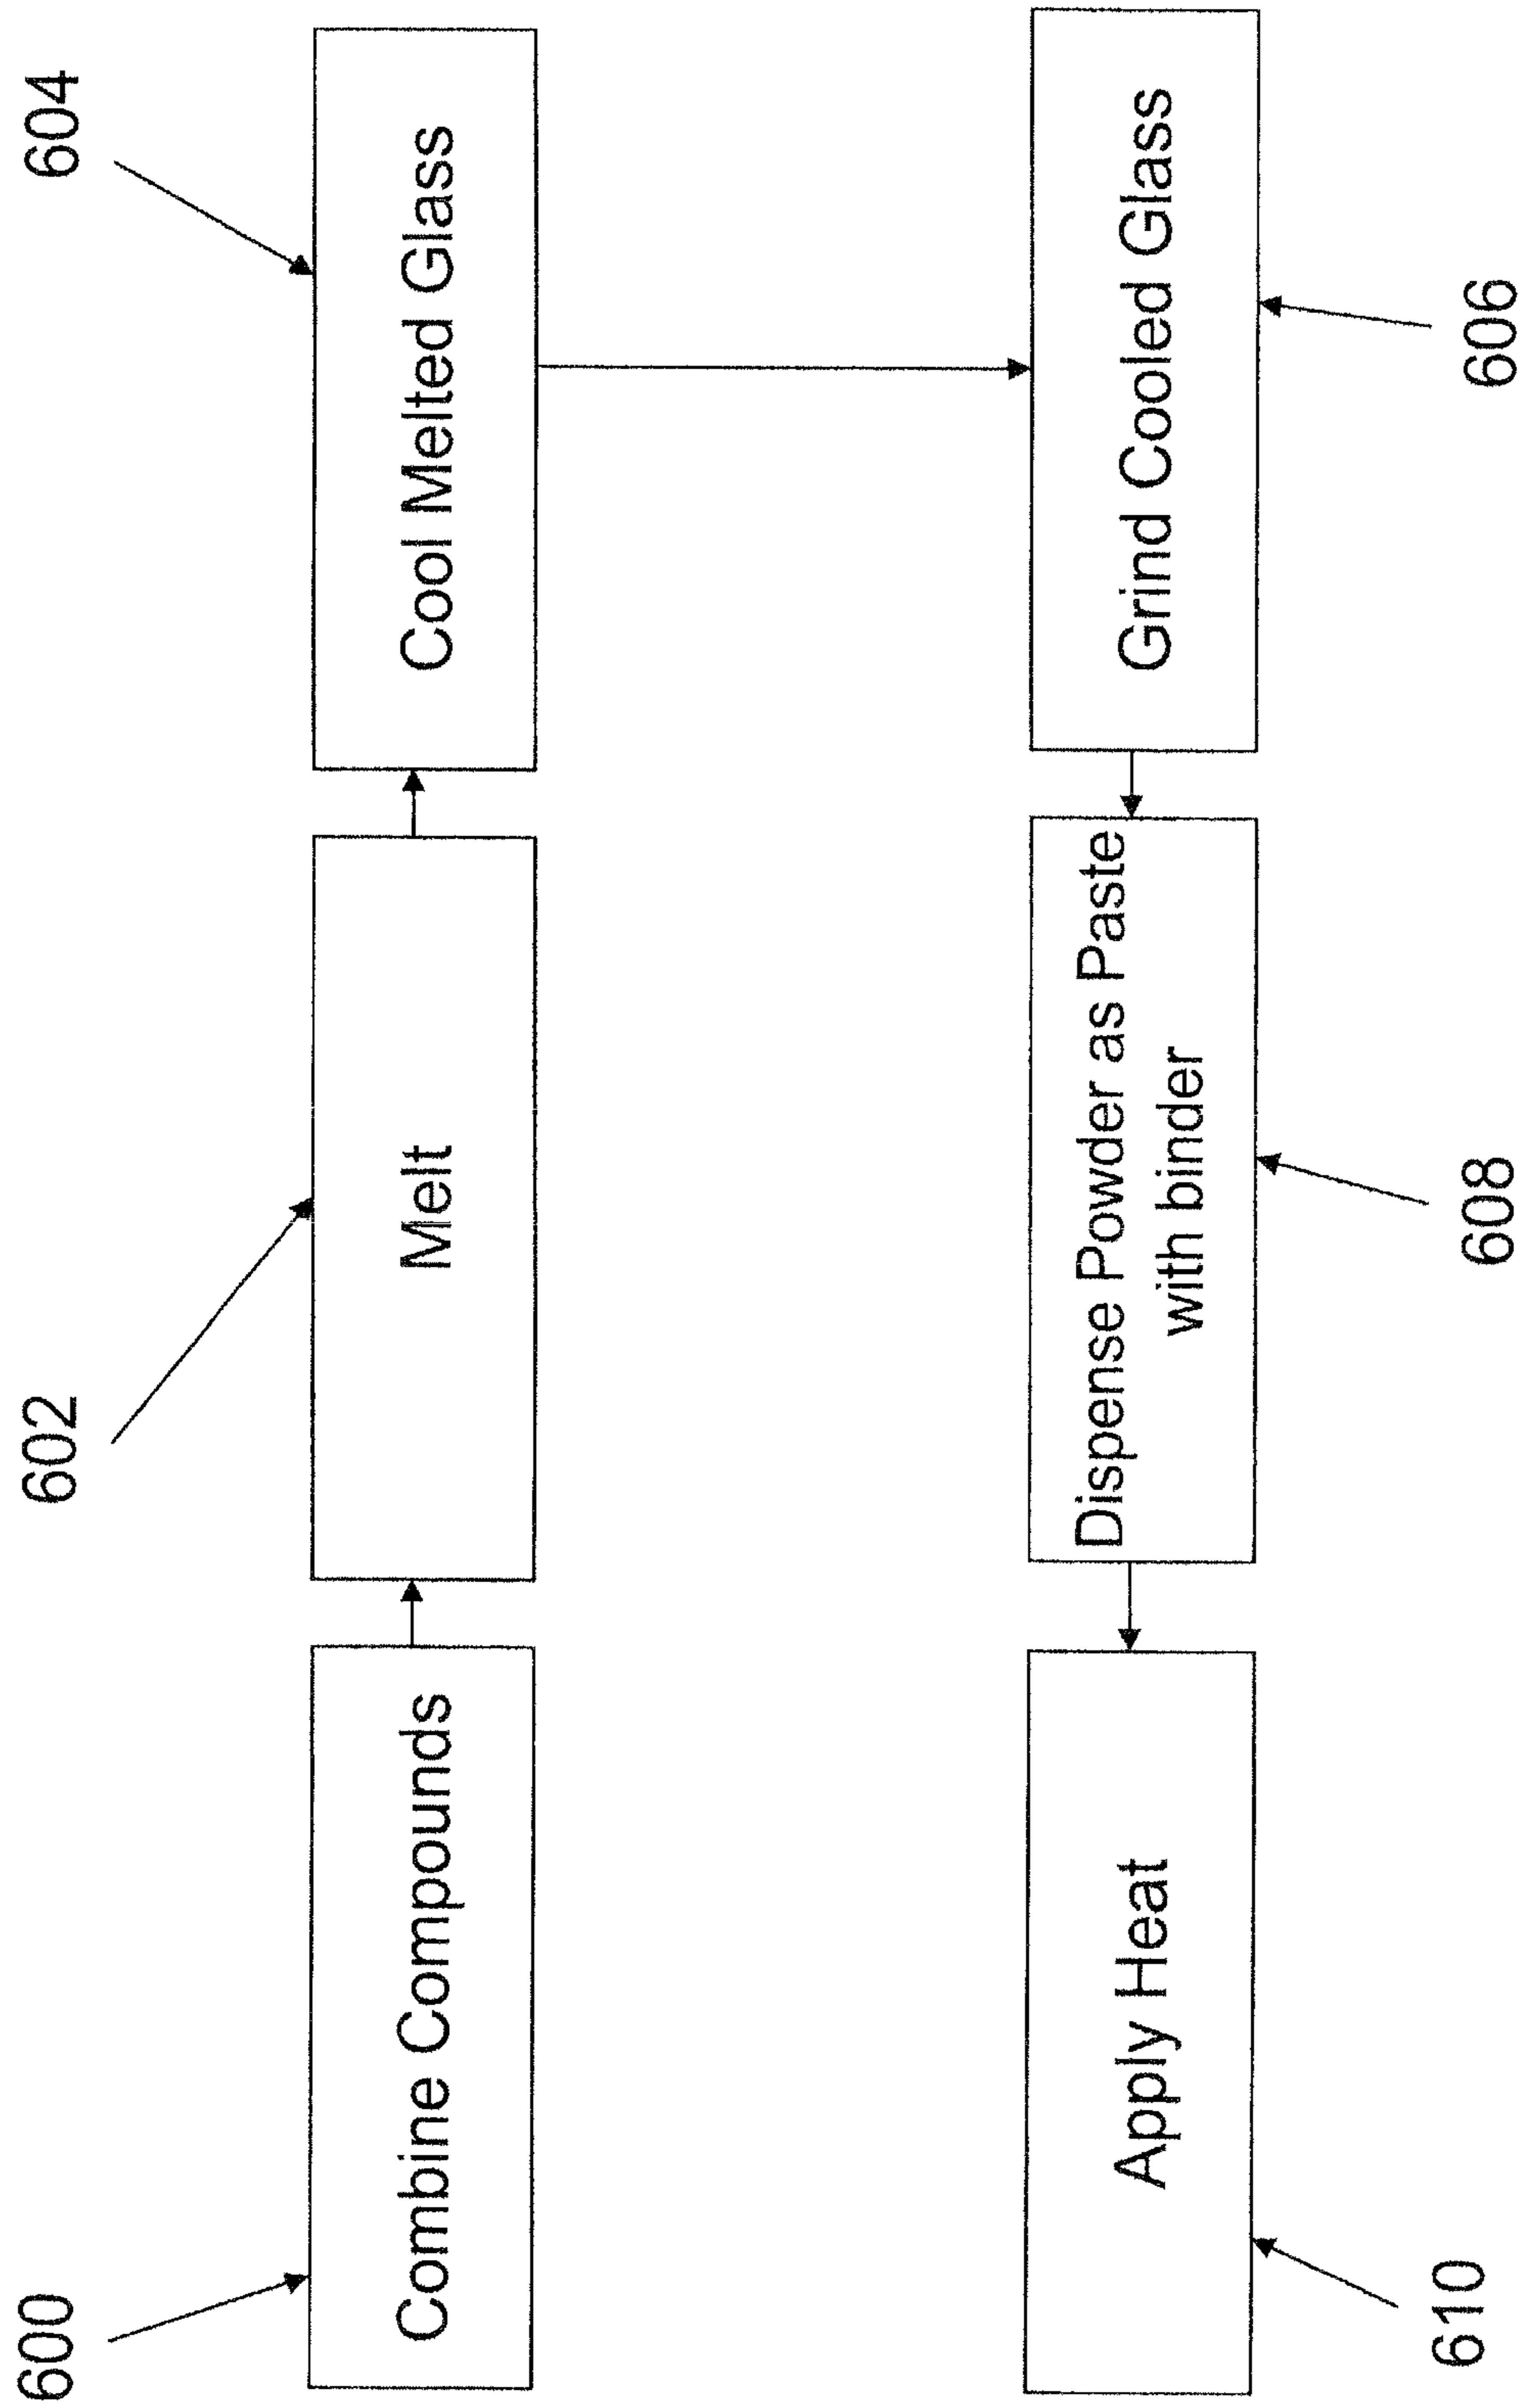 600
602
604
Combine Compounds
Melt
Cool Melted Glass
Apply Heat
Dispense Powder as Paste
with binder
Grind Cooled Glass
610
608
606